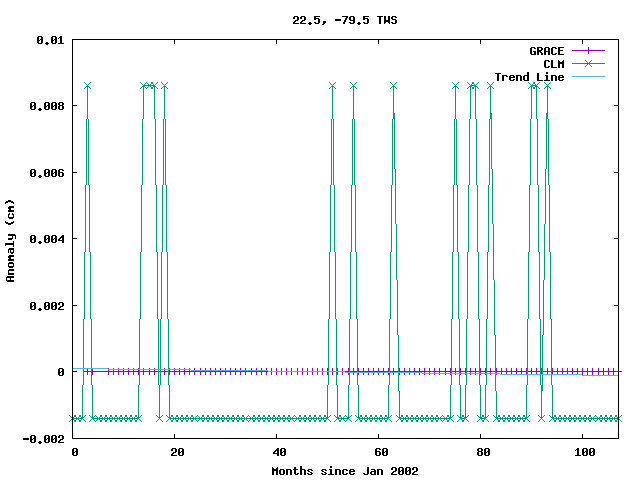 22.5, -79.5 TWS
GRACE
CLM
Trend Line
0.01
0.008
0.006
0.004
0.002
0
-0.002
Anomaly (cm)
0 20 40 60 80 100
Months since Jan 2002